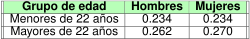 Grupo de edad Hombres Mujeres
Menores de 22 años 0.234 0.234
Mayores de 22 años 0.262 0.270